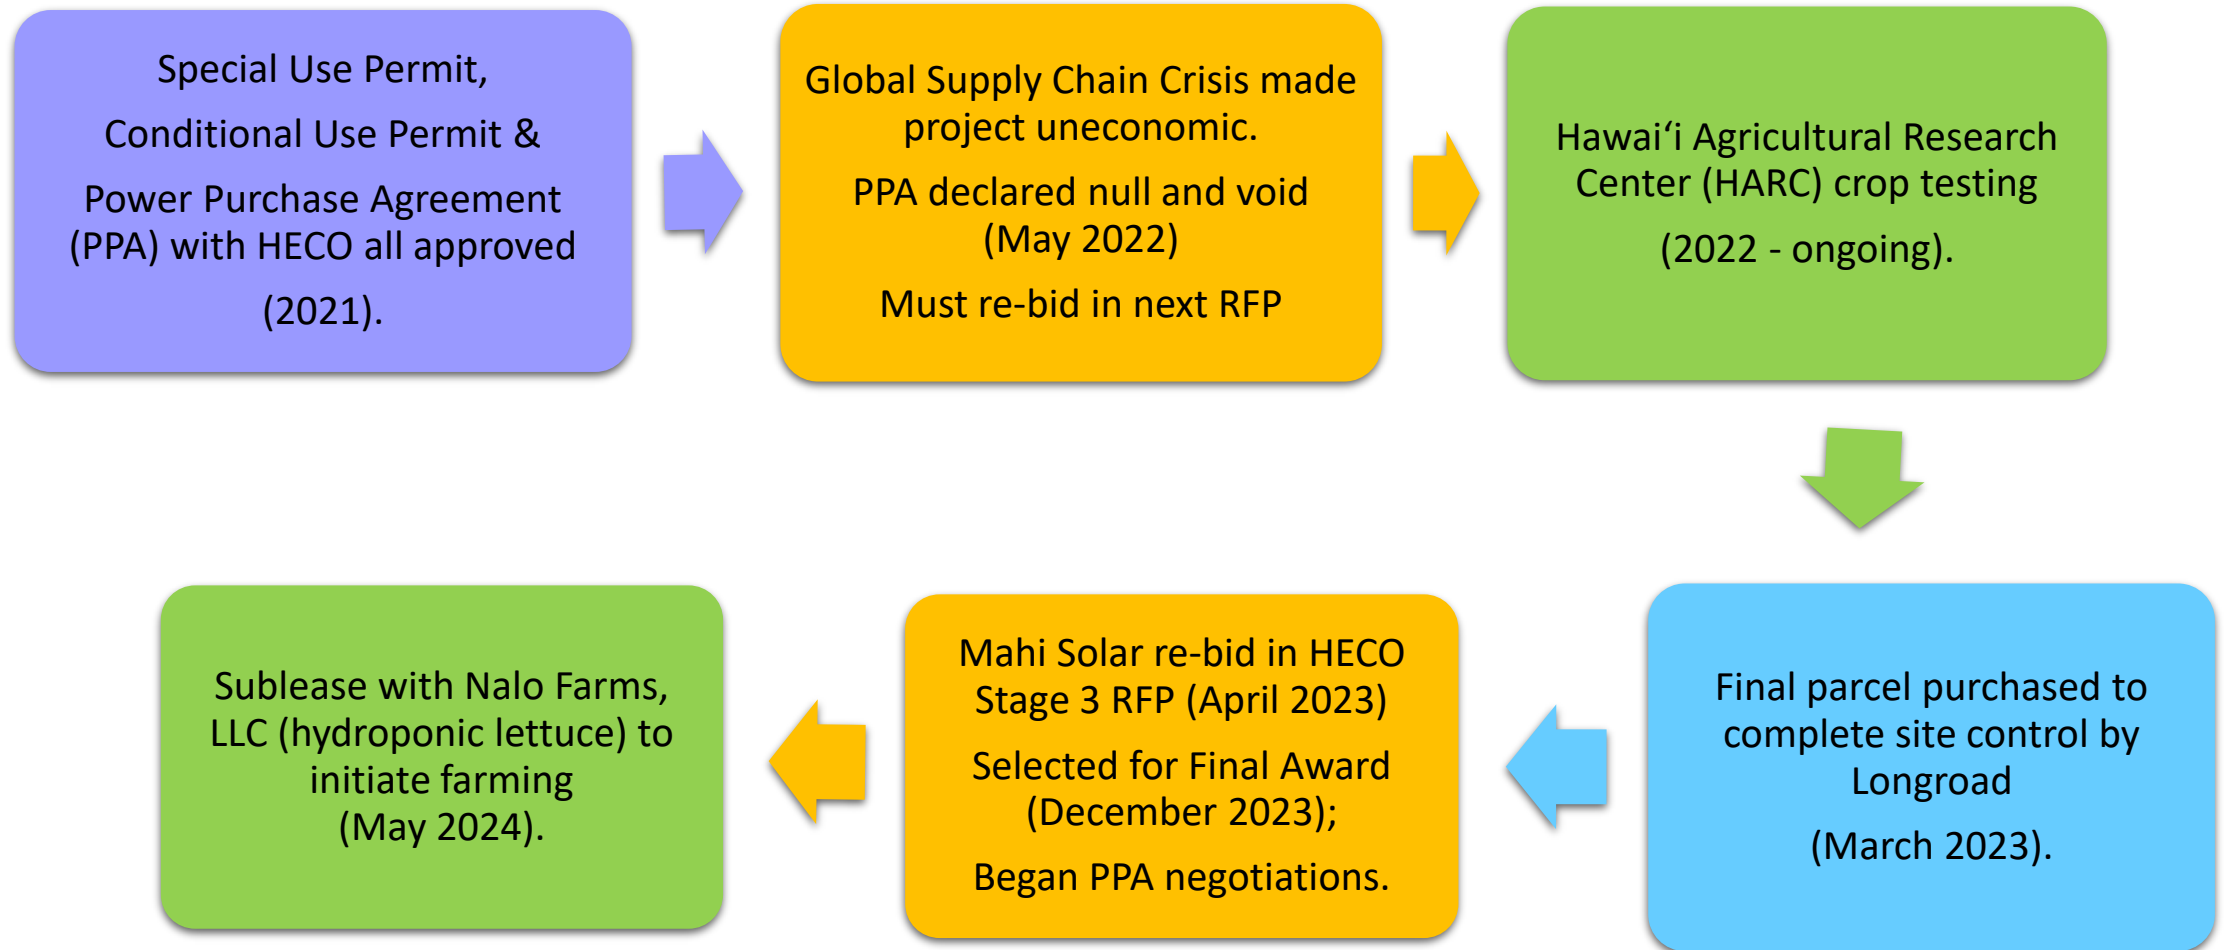 Special Use Permit,
Conditional Use Permit &
Power Purchase Agreement
(PPA) with HECO all approved
(2021).
Global Supply Chain Crisis made
project uneconomic.
PPA declared null and void
(May 2022)
Must re-bid in next RFP
Hawai‘i Agricultural Research
Center (HARC) crop testing
(2022 - ongoing).
Final parcel purchased to
complete site control by
Longroad
(March 2023).
Mahi Solar re-bid in HECO
Stage 3 RFP (April 2023)
Selected for Final Award
(December 2023);
Began PPA negotiations.
Sublease with Nalo Farms,
LLC (hydroponic lettuce) to
initiate farming
(May 2024).